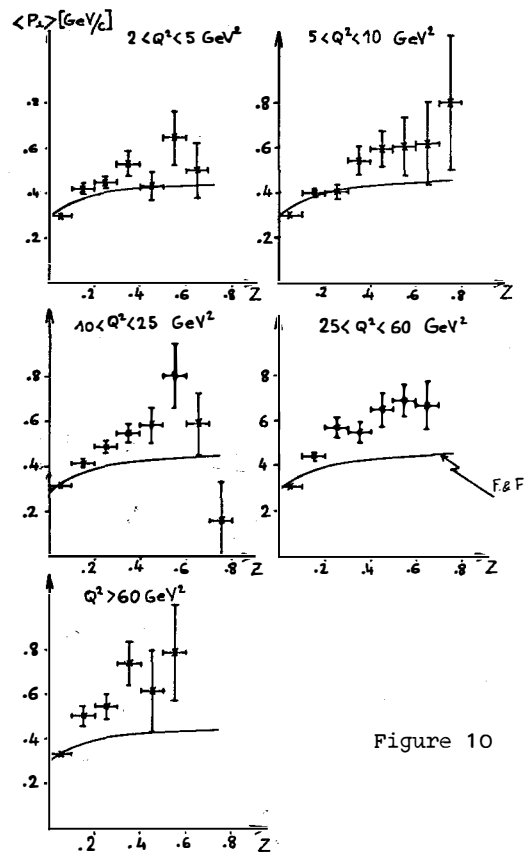 <P⊥>[GeV/c]
2 < Q² < 5 GeV²
5 < Q² < 10 GeV²
.8
.6
.4
.2
.2 .4 .6 .8 Z
.8
.6
.4
.2
.2 .4 .6 .8 Z
10 < Q² < 25 GeV²
25 < Q² < 60 GeV²
.8
.6
.4
.2
.2 .4 .6 .8 Z
8
6
4
2
.2 .4 .6 .8 Z
F & F
Q² > 60 GeV²
.8
.6
.4
.2
.2 .4 .6 .8 Z
Figure 10